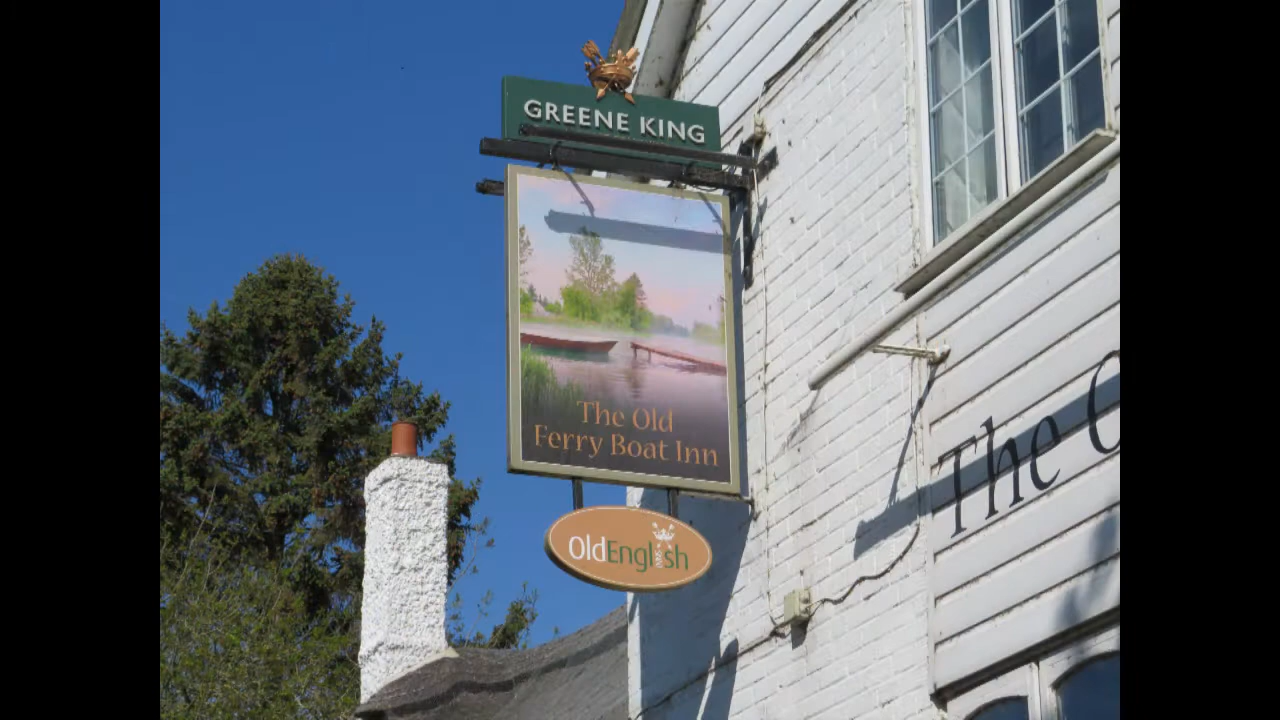 GREENE KING
The Old
Ferry Boat Inn
OldEnglish
The O